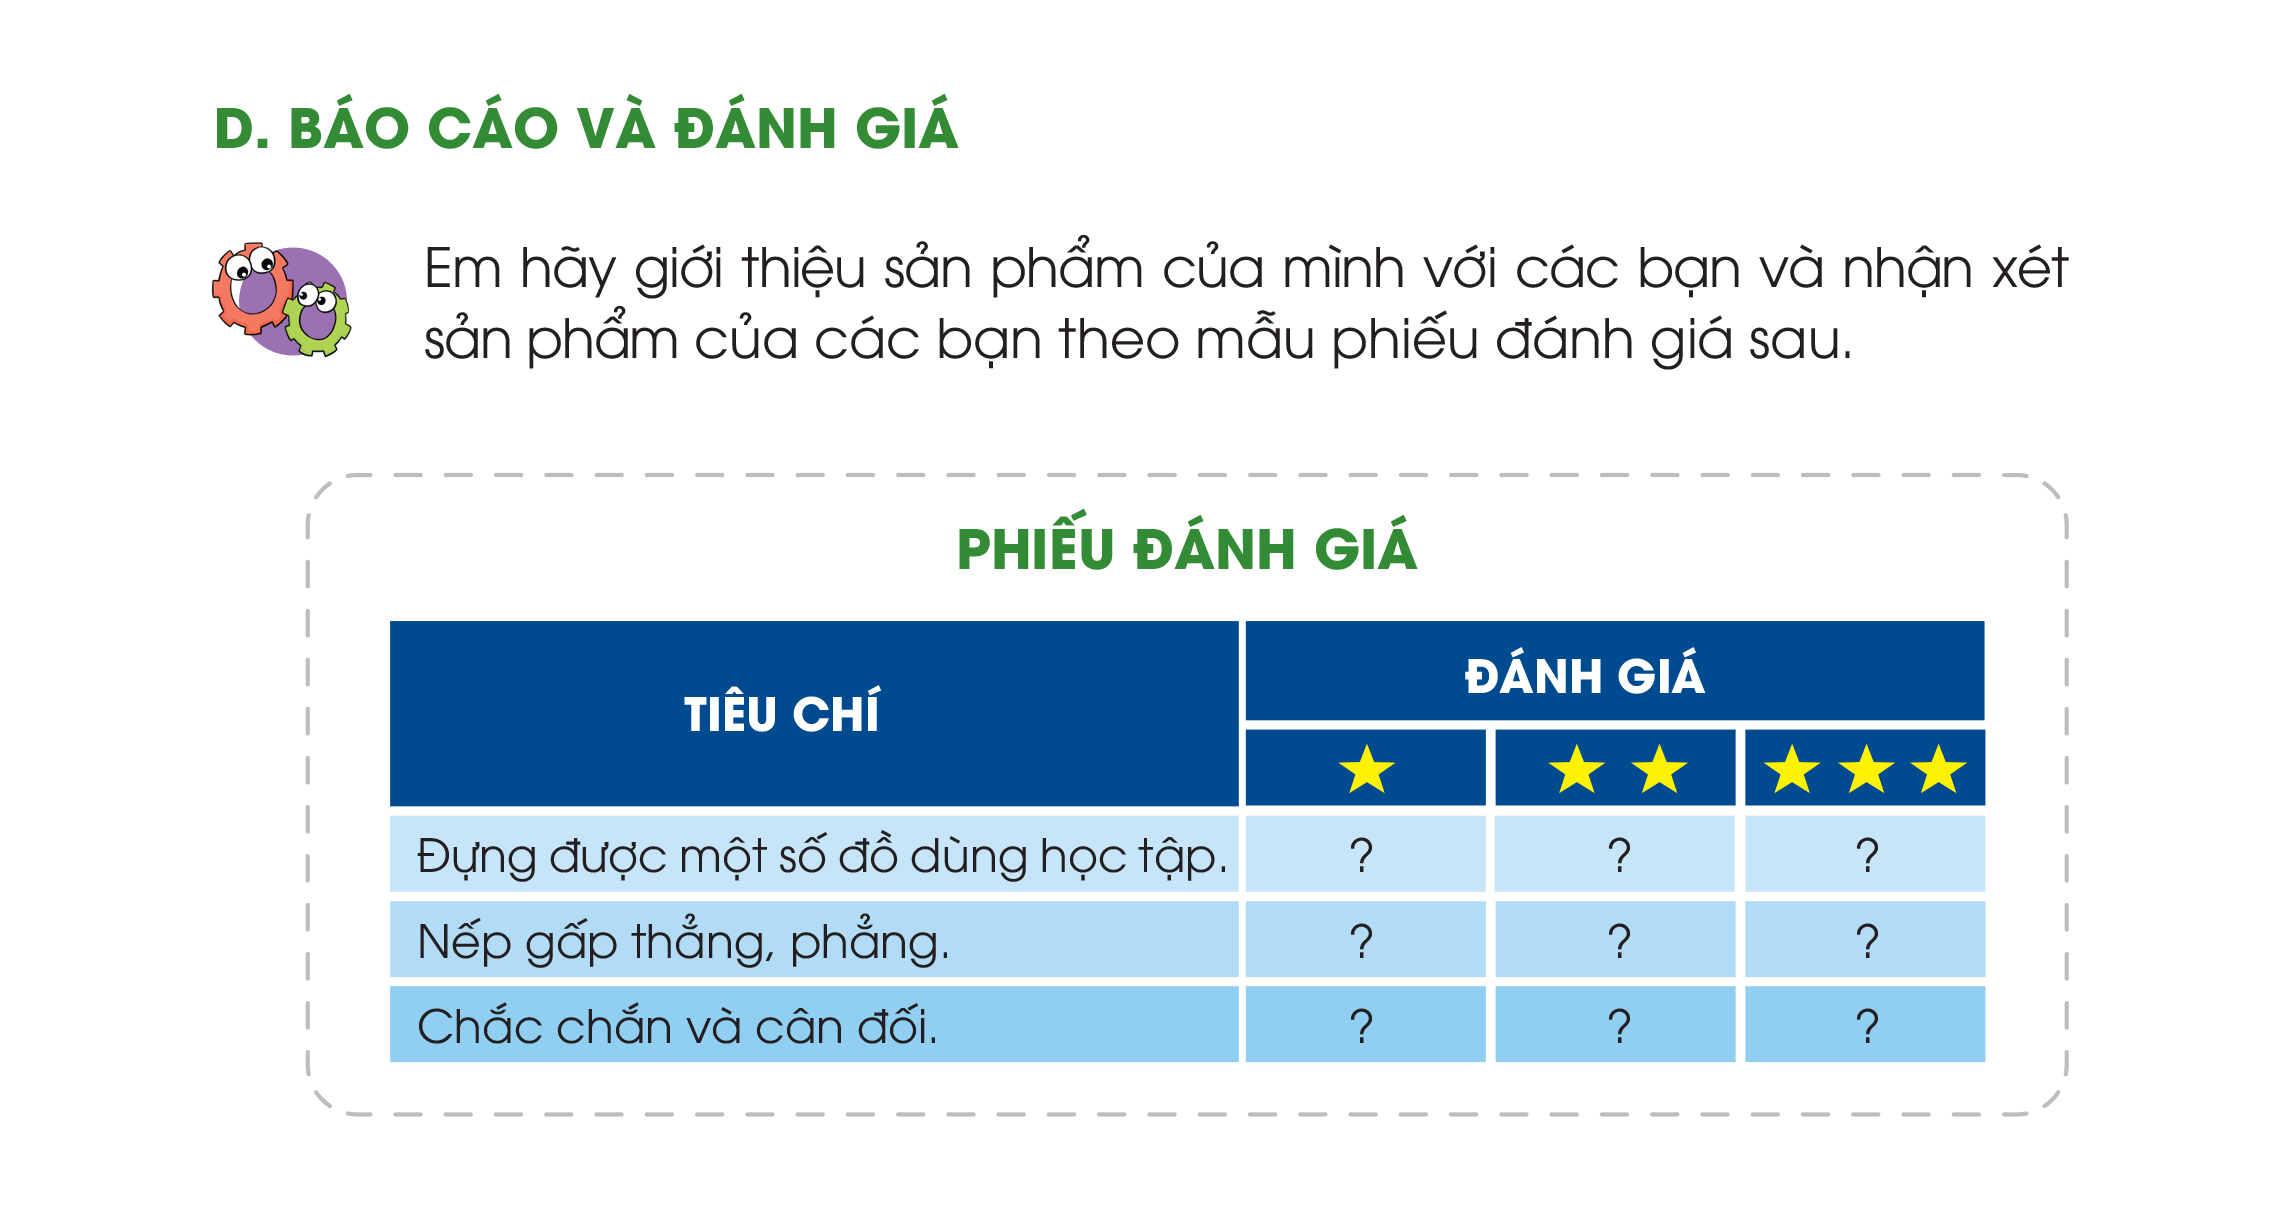 D. BÁO CÁO VÀ ĐÁNH GIÁ
Em hãy giới thiệu sản phẩm của mình với các bạn và nhận xét
sản phẩm của các bạn theo mẫu phiếu đánh giá sau.
PHIẾU ĐÁNH GIÁ
TIÊU CHÍ
ĐÁNH GIÁ
Đựng được một số đồ dùng học tập. ? ? ?
Nếp gấp thẳng, phẳng. ? ? ?
Chắc chắn và cân đối. ? ? ?